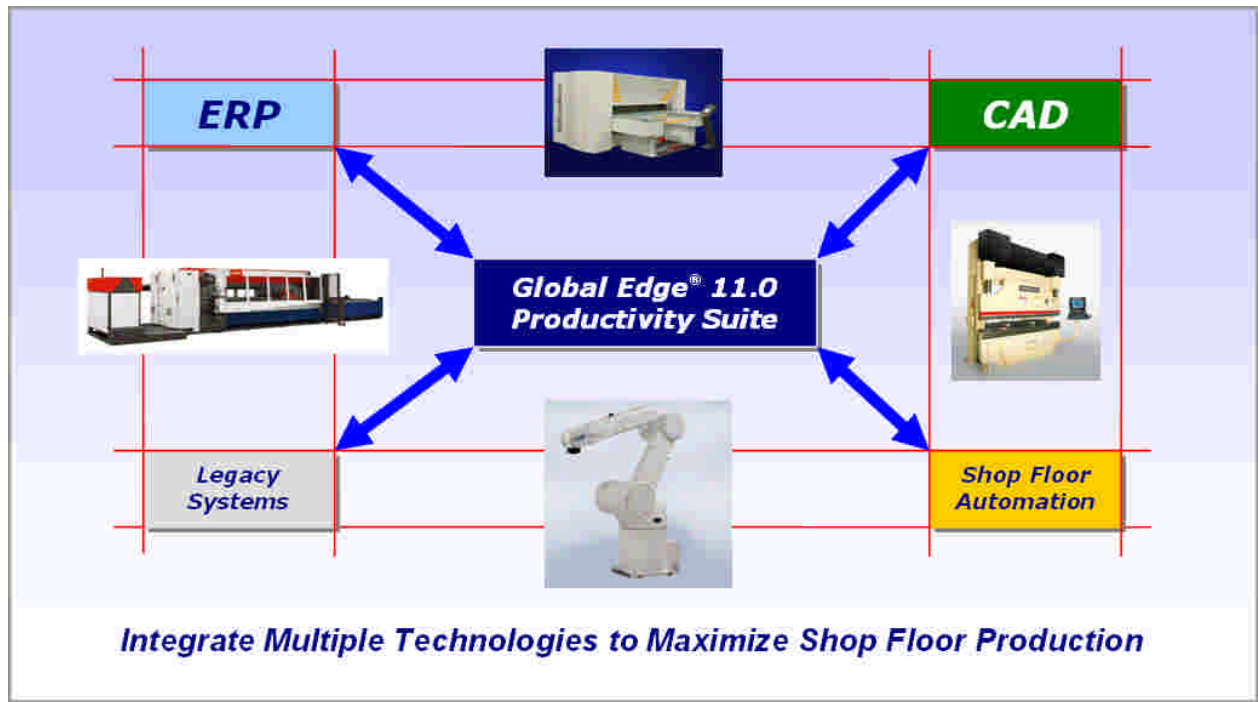 ERP
CAD
Global Edge® 11.0
Productivity Suite
Legacy
Systems
Shop Floor
Automation
Integrate Multiple Technologies to Maximize Shop Floor Production